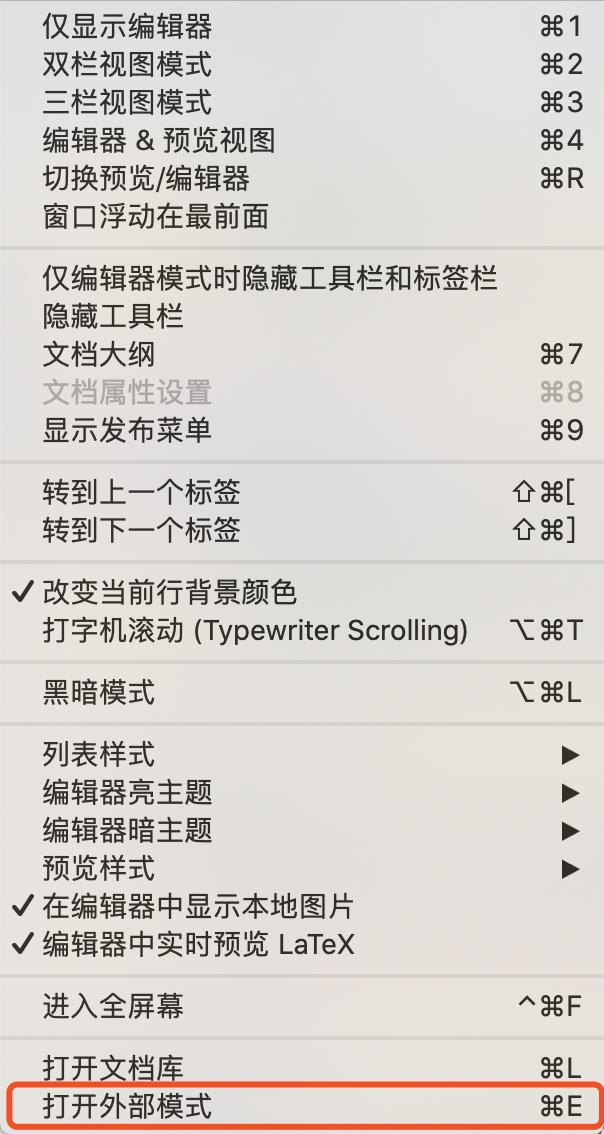 仅显示编辑器 ⌘1
双栏视图模式 ⌘2
三栏视图模式 ⌘3
编辑器 & 预览视图 ⌘4
切换预览/编辑器 ⌘R
窗口浮动在最前面
仅编辑器模式时隐藏工具栏和标签栏
隐藏工具栏
文档大纲 ⌘7
文档属性设置 ⌘8
显示发布菜单 ⌘9
转到上一个标签 ⇧⌘[
转到下一个标签 ⇧⌘]
✓ 改变当前行背景颜色
打字机滚动 (Typewriter Scrolling) ⌥⌘T
黑暗模式 ⌥⌘L
列表样式 ▶
编辑器亮主题 ▶
编辑器暗主题 ▶
预览样式 ▶
✓ 在编辑器中显示本地图片
✓ 编辑器中实时预览 LaTeX
进入全屏幕 ^⌘F
打开文档库 ⌘L
打开外部模式 ⌘E